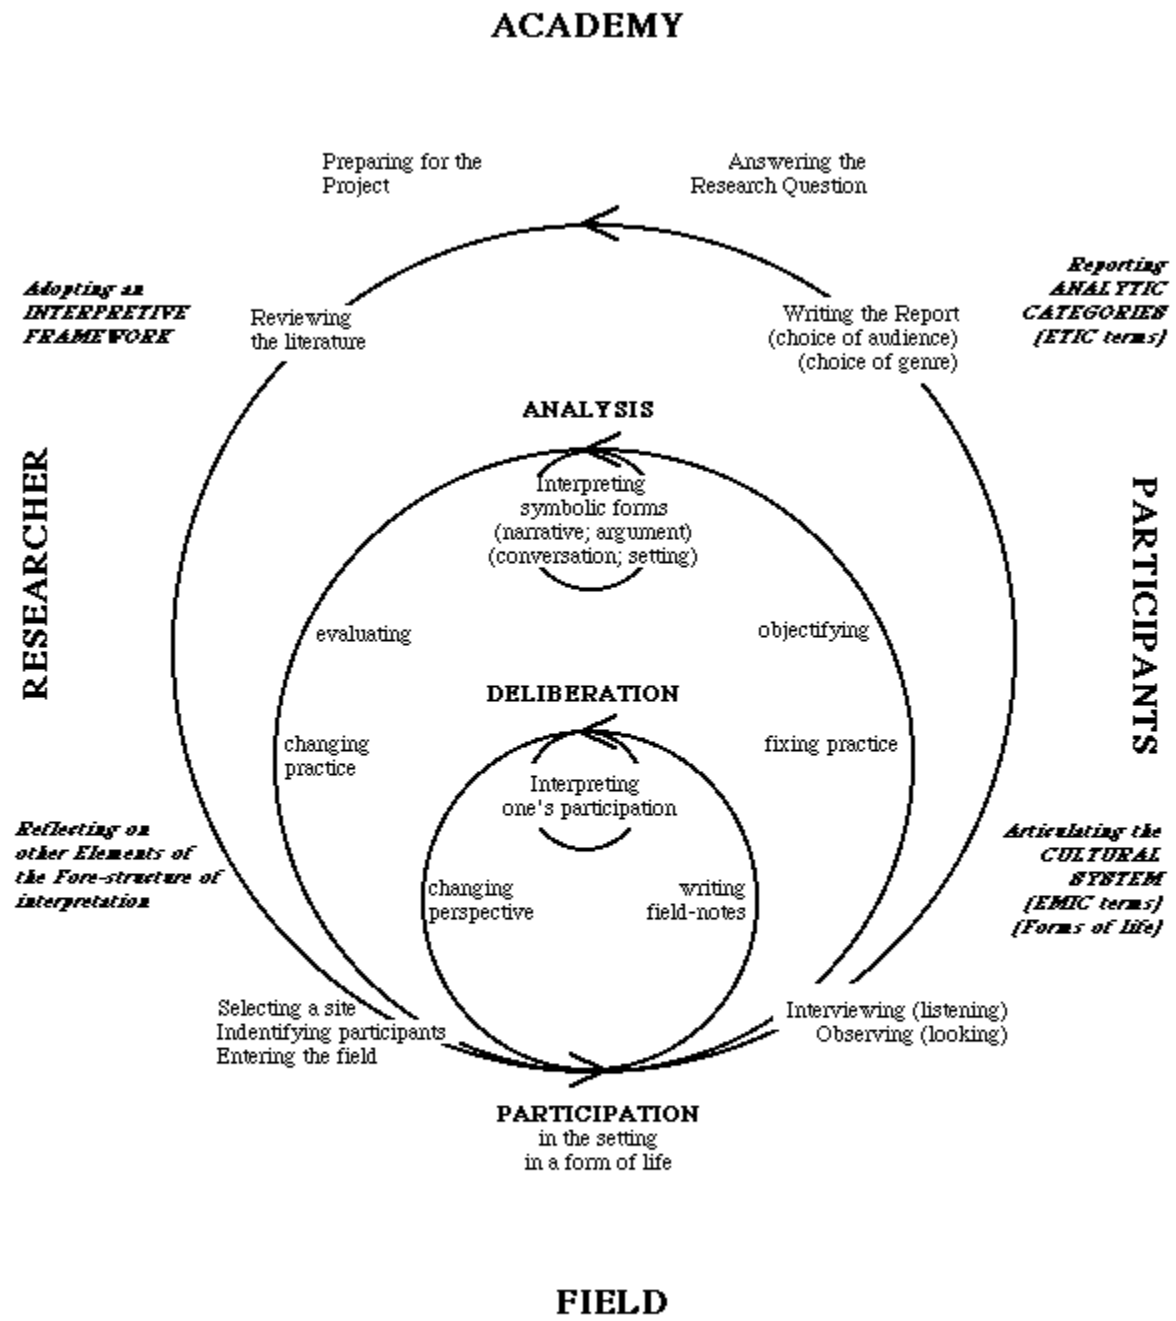 ACADEMY
Preparing for the
Project
Answering the
Research Question
Adopting an
INTERPRETIVE
FRAMEWORK
Reviewing
the literature
Writing the Report
(choice of audience)
(choice of genre)
Reporting
ANALYTIC
CATEGORIES
(ETIC terms)
RESEARCHER
PARTICIPANTS
ANALYSIS
Interpreting
symbolic forms
(narrative; argument)
(conversation; setting)
evaluating
objectifying
DELIBERATION
changing
practice
fixing practice
Interpreting
one's participation
Reflecting on
other Elements of
the Fore-structure of
interpretation
Articulating the
CULTURAL
SYSTEM
(EMIC terms)
(Forms of life)
changing
perspective
writing
field-notes
Selecting a site
Indentifying participants
Entering the field
Interviewing (listening)
Observing (looking)
PARTICIPATION
in the setting
in a form of life
FIELD